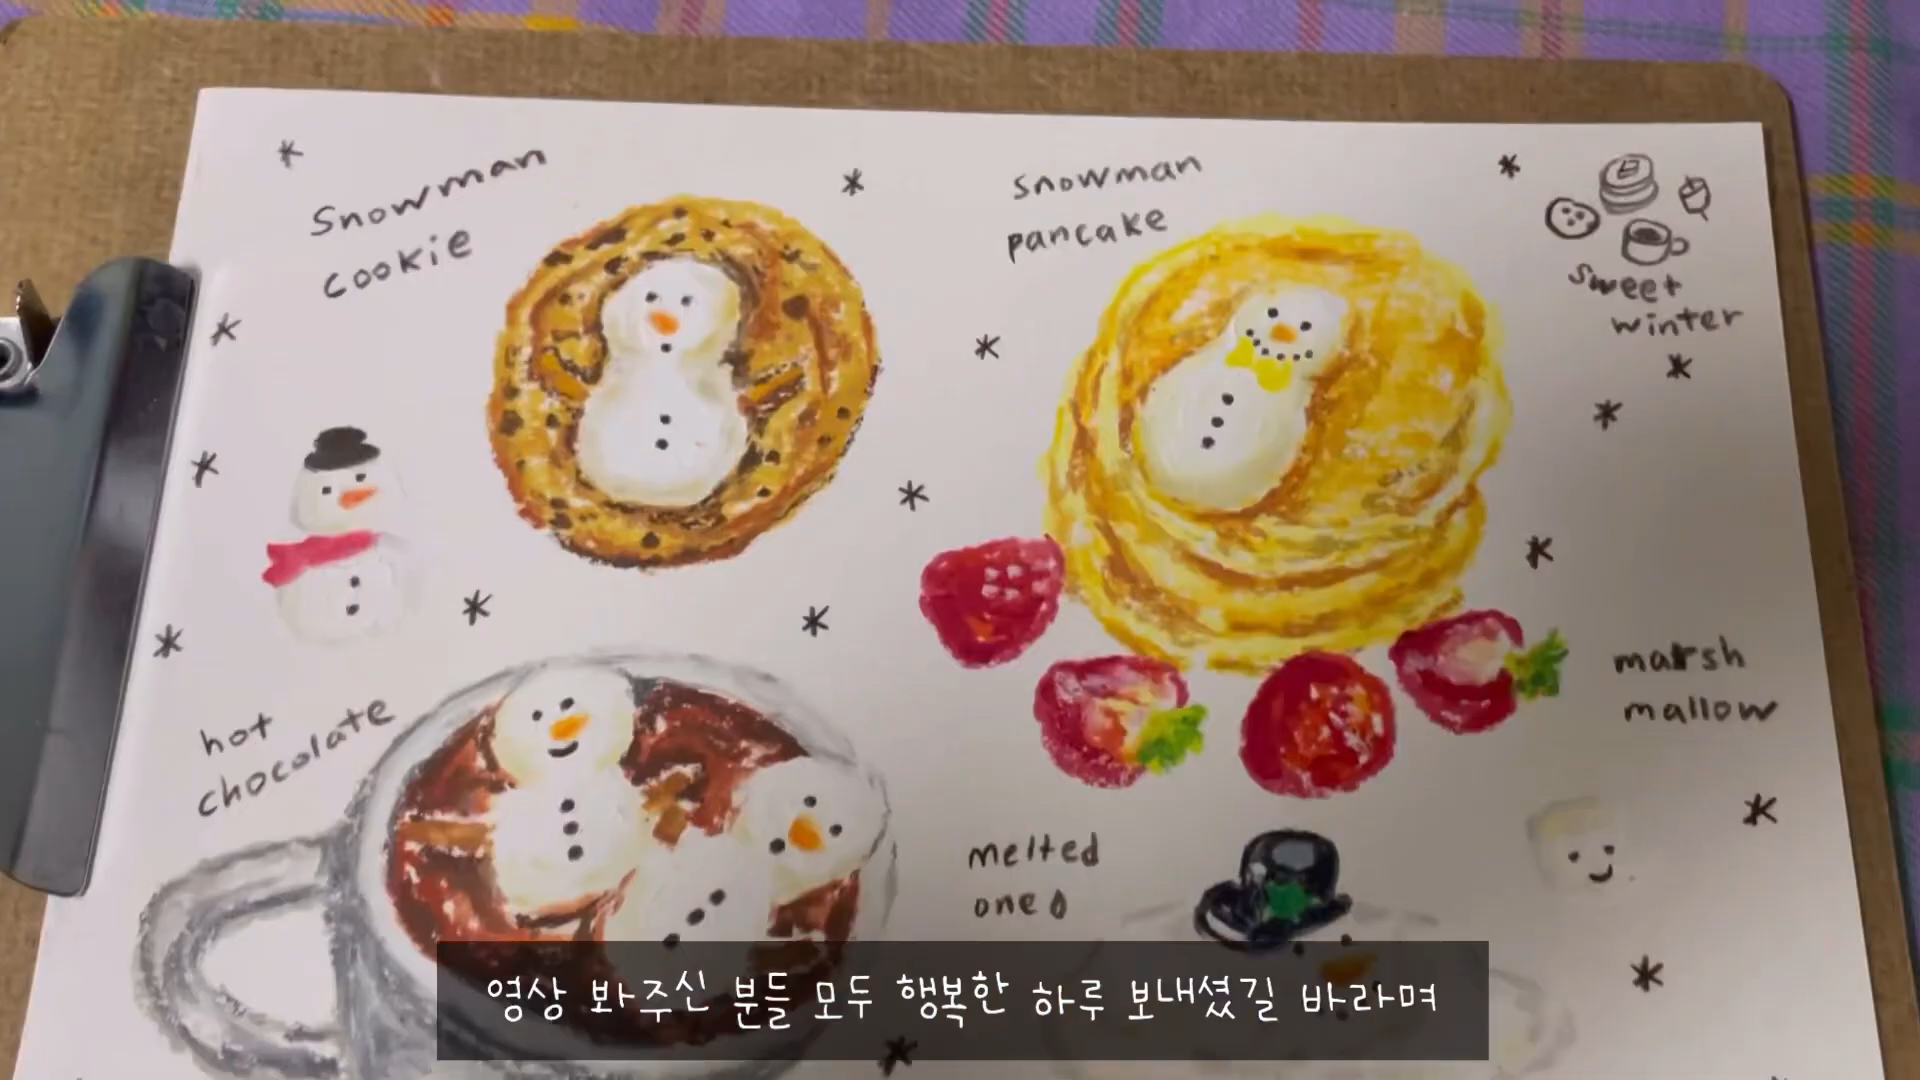 Snowman
cookie
snowman
pancake
sweet
winter
hot
chocolate
marsh
mallow
melted
one
영상 봐주신 분들 모두 행복한 하루 보내셨길 바라며